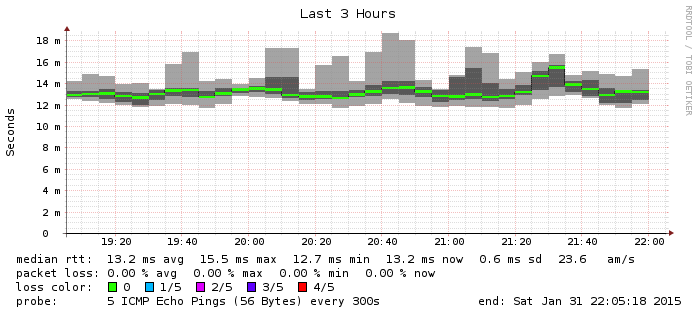 Last 3 Hours
RRDTOOL / TOBI OETIKER
Seconds
18 m
16 m
14 m
12 m
10 m
8 m
6 m
4 m
2 m
0
19:20 19:40 20:00 20:20 20:40 21:00 21:20 21:40 22:00
median rtt: 13.2 ms avg 15.5 ms max 12.7 ms min 13.2 ms now 0.6 ms sd 23.6 am/s
packet loss: 0.00 % avg 0.00 % max 0.00 % min 0.00 % now
loss color: 0 1/5 2/5 3/5 4/5
probe: 5 ICMP Echo Pings (56 Bytes) every 300s end: Sat Jan 31 22:05:18 2015